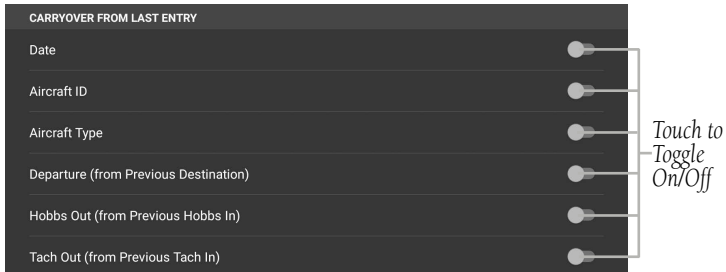 CARRYOVER FROM LAST ENTRY
Date
Aircraft ID
Aircraft Type
Departure (from Previous Destination)
Hobbs Out (from Previous Hobbs In)
Tach Out (from Previous Tach In)
Touch to
Toggle
On/Off